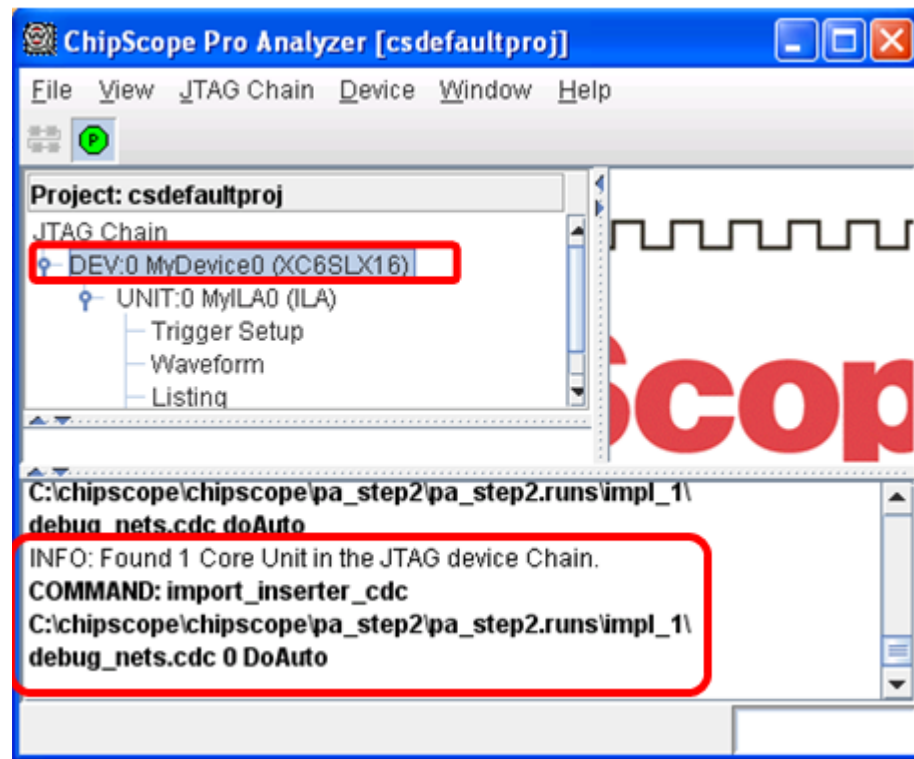 ChipScope Pro Analyzer [csdefaultproj]
File View JTAG Chain Device Window Help
P
Project: csdefaultproj
JTAG Chain
DEV:0 MyDevice0 (XC6SLX16)
UNIT:0 MyILA0 (ILA)
Trigger Setup
Waveform
Listing
Scop
C:\chipscope\chipscope\pa_step2\pa_step2.runs\impl_1\
debug_nets.cdc doAuto
INFO: Found 1 Core Unit in the JTAG device Chain.
COMMAND: import_inserter_cdc
C:\chipscope\chipscope\pa_step2\pa_step2.runs\impl_1\
debug_nets.cdc 0 DoAuto